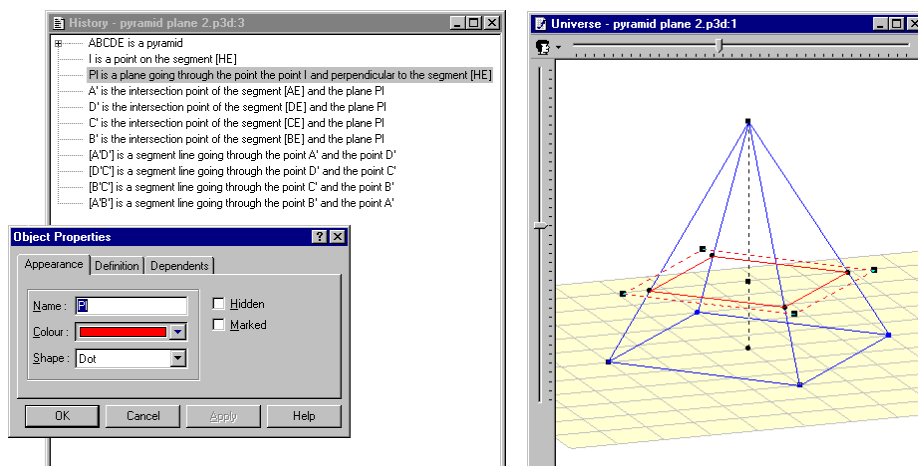 History - pyramid plane 2.p3d:3
ABCDE is a pyramid
I is a point on the segment [HE]
Pl is a plane going through the point the point I and perpendicular to the segment [HE]
A' is the intersection point of the segment [AE] and the plane Pl
D' is the intersection point of the segment [DE] and the plane Pl
C' is the intersection point of the segment [CE] and the plane Pl
B' is the intersection point of the segment [BE] and the plane Pl
[A'D'] is a segment line going through the point A' and the point D'
[D'C'] is a segment line going through the point D' and the point C'
[B'C'] is a segment line going through the point C' and the point B'
[A'B'] is a segment line going through the point B' and the point A'
Object Properties
Appearance Definition Dependents
Name : Pl
Hidden
Colour :
Marked
Shape : Dot
OK Cancel Apply Help
Universe - pyramid plane 2.p3d:1